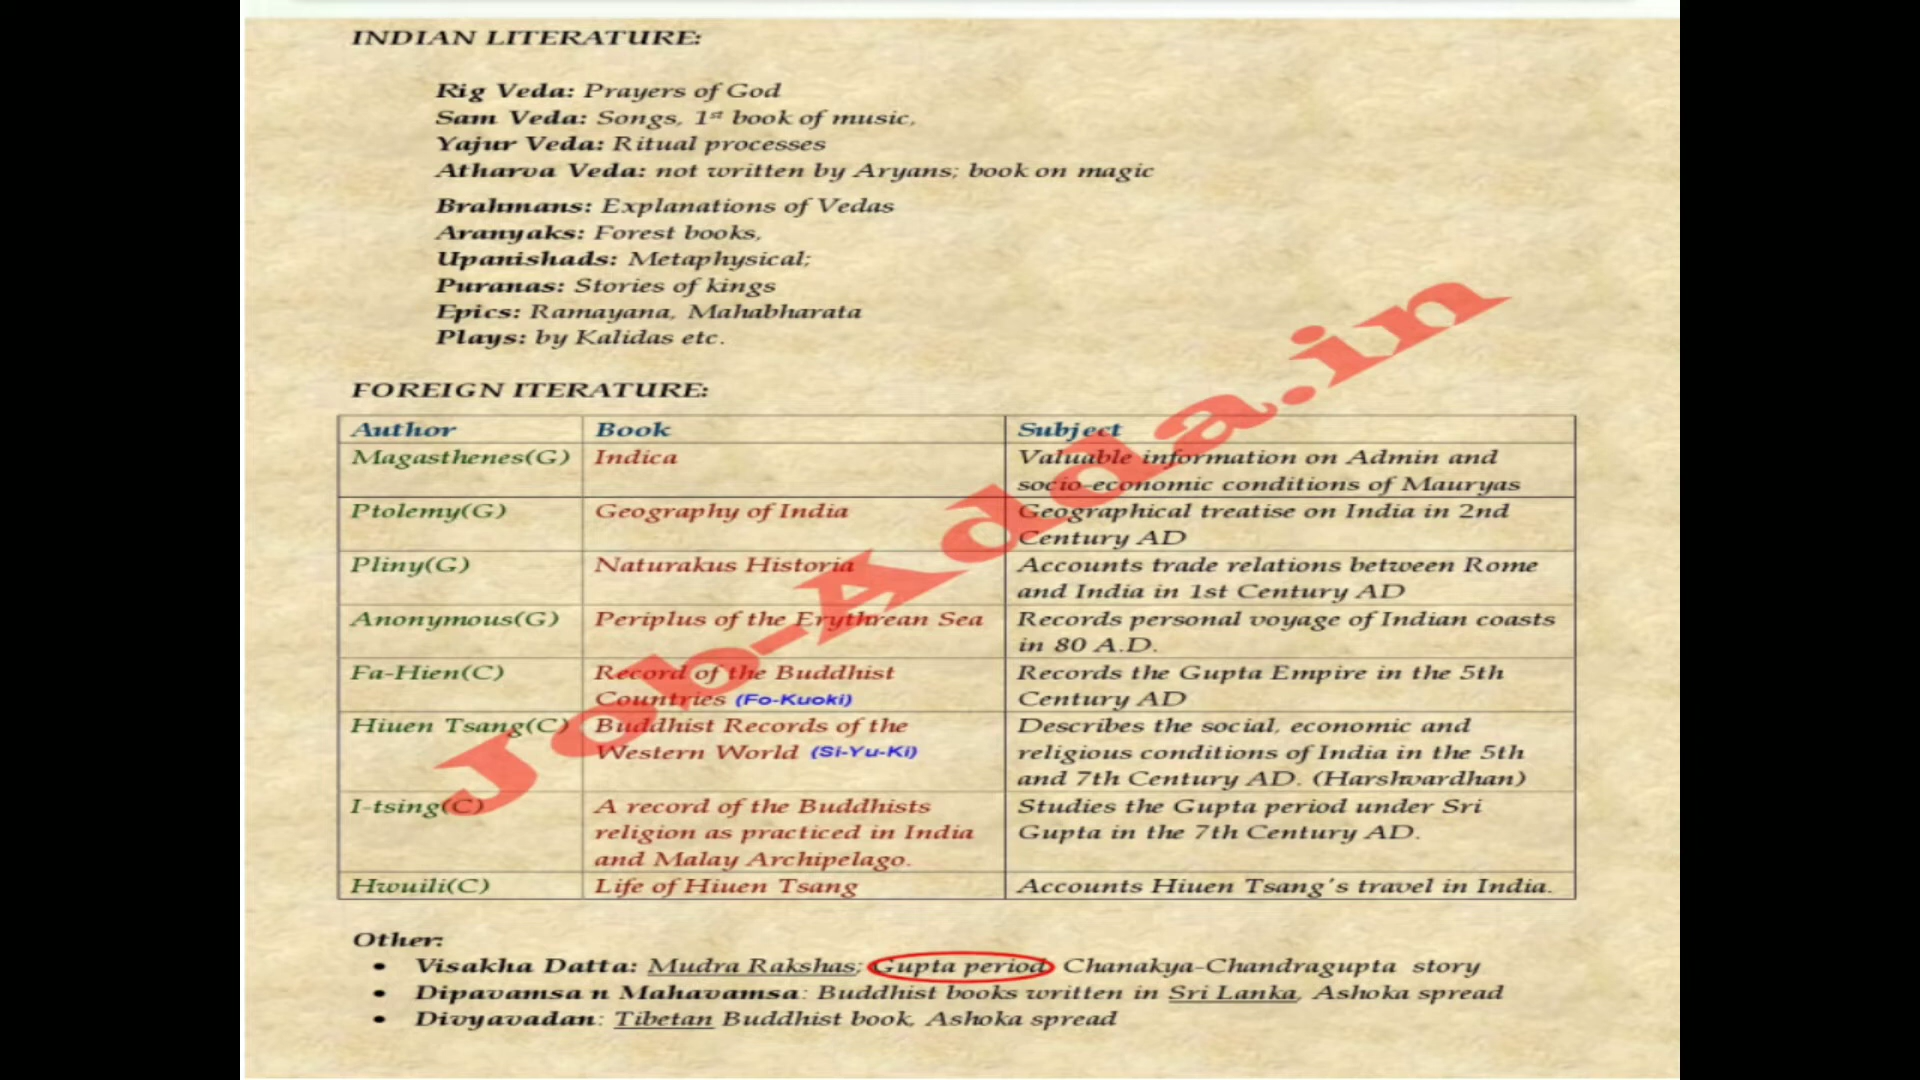 INDIAN LITERATURE:
Rig Veda: Prayers of God
Sam Veda: Songs, 1st book of music,
Yajur Veda: Ritual processes
Atharva Veda: not written by Aryans; book on magic
Brahmans: Explanations of Vedas
Aranyaks: Forest books,
Upanishads: Metaphysical;
Puranas: Stories of kings
Epics: Ramayana, Mahabharata
Plays: by Kalidas etc.
FOREIGN ITERATURE:
Author Book Subject
Magasthenes(G) Indica Valuable information on Admin and
socio-economic conditions of Mauryas
Ptolemy(G) Geography of India Geographical treatise on India in 2nd
Century AD
Pliny(G) Naturakus Historia Accounts trade relations between Rome
and India in 1st Century AD
Anonymous(G) Periplus of the Erythrean Sea Records personal voyage of Indian coasts
in 80 A.D.
Fa-Hien(C) Record of the Buddhist Records the Gupta Empire in the 5th
Countries (Fo-Kuoki) Century AD
Hiuen Tsang(C) Buddhist Records of the Describes the social, economic and
Western World (Si-Yu-Ki) religious conditions of India in the 5th
and 7th Century AD. (Harshvardhan)
I-tsing(C) A record of the Buddhists Studies the Gupta period under Sri
religion as practiced in India Gupta in the 7th Century AD.
and Malay Archipelago.
Hwuili(C) Life of Hiuen Tsang Accounts Hiuen Tsang's travel in India.
Other:
• Visakha Datta: Mudra Rakshas; Gupta period Chanakya-Chandragupta story
• Dipavamsa n Mahavamsa: Buddhist books written in Sri Lanka, Ashoka spread
• Divyavadan: Tibetan Buddhist book, Ashoka spread
Job-Adda.in